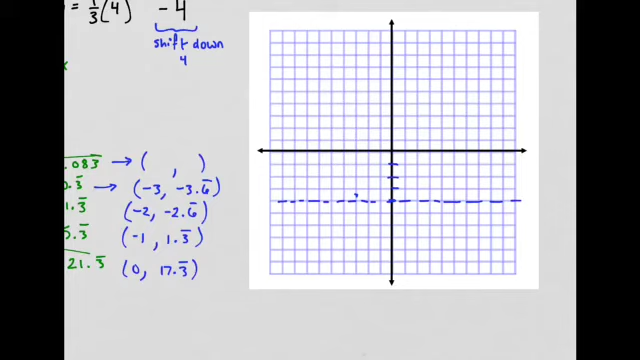 = 1/3(4) - 4
shift down
4
.083̅ → ( , )
0.3̅ → (-3, -3.6̅)
1.3̅ (-2, -2.6̅)
5.3̅ (-1, 1.3̅)
21.3̅ (0, 17.3̅)